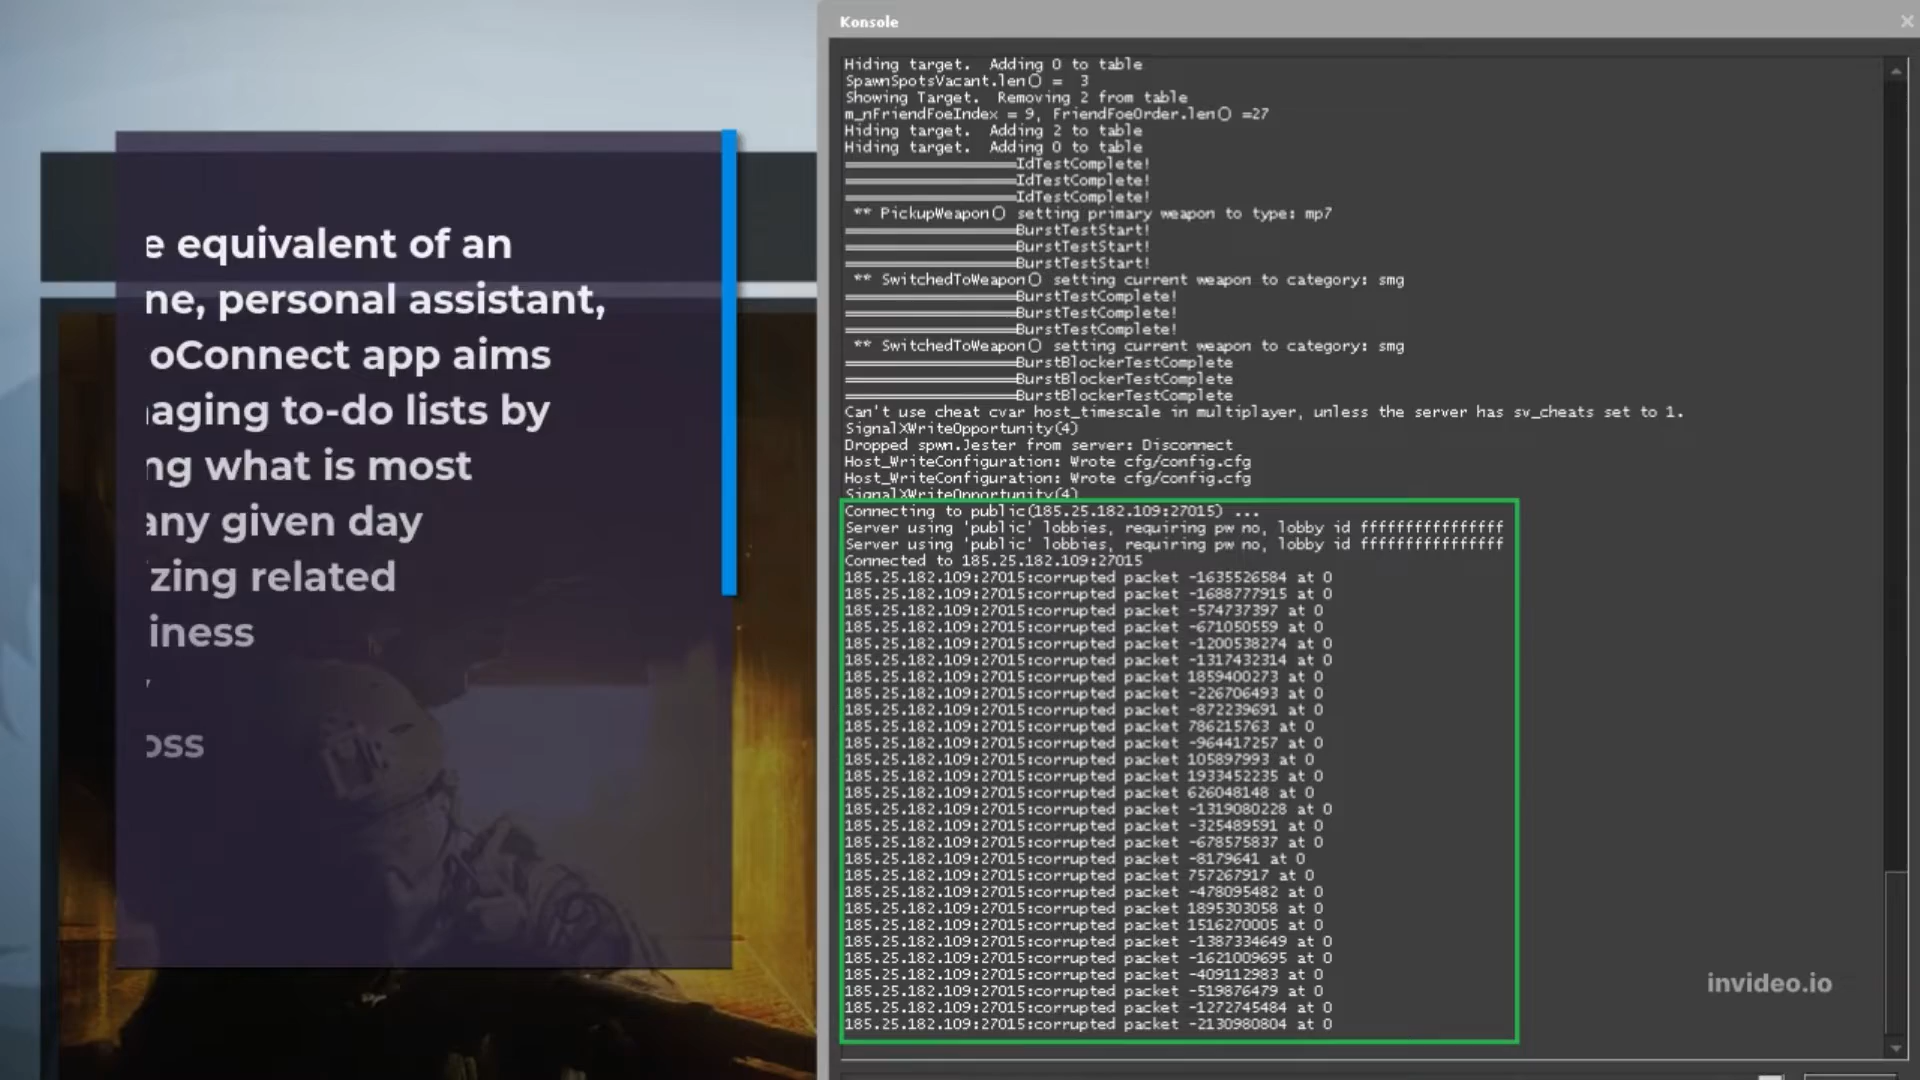 e equivalent of an
ne, personal assistant,
oConnect app aims
aging to-do lists by
ng what is most
any given day
zing related
iness
oss
Konsole
Hiding target.  Adding 0 to table
SpawnSpotsVacant.len() =  3
Showing Target.  Removing 2 from table
m_nFriendFoeIndex = 9, FriendFoeOrder.len() =27
Hiding target.  Adding 2 to table
Hiding target.  Adding 0 to table
===================IdTestComplete!
===================IdTestComplete!
===================IdTestComplete!
** PickupWeapon() setting primary weapon to type: mp7
===================BurstTestStart!
===================BurstTestStart!
===================BurstTestStart!
** SwitchedToWeapon() setting current weapon to category: smg
===================BurstTestComplete!
===================BurstTestComplete!
===================BurstTestComplete!
** SwitchedToWeapon() setting current weapon to category: smg
===================BurstBlockerTestComplete
===================BurstBlockerTestComplete
===================BurstBlockerTestComplete
Can't use cheat cvar host_timescale in multiplayer, unless the server has sv_cheats set to 1.
SignalXWriteOpportunity(4)
Dropped spwn.Jester from server: Disconnect
Host_WriteConfiguration: Wrote cfg/config.cfg
Host_WriteConfiguration: Wrote cfg/config.cfg
SignalXWriteOpportunity(4)
Connecting to public(185.25.182.109:27015) ...
Server using 'public' lobbies, requiring pw no, lobby id ffffffffffffffff
Server using 'public' lobbies, requiring pw no, lobby id ffffffffffffffff
Connected to 185.25.182.109:27015
185.25.182.109:27015:corrupted packet -1635526584 at 0
185.25.182.109:27015:corrupted packet -1688777915 at 0
185.25.182.109:27015:corrupted packet -574737397 at 0
185.25.182.109:27015:corrupted packet -671050559 at 0
185.25.182.109:27015:corrupted packet -1200538274 at 0
185.25.182.109:27015:corrupted packet -1317432314 at 0
185.25.182.109:27015:corrupted packet 1859400273 at 0
185.25.182.109:27015:corrupted packet -226706493 at 0
185.25.182.109:27015:corrupted packet -872239691 at 0
185.25.182.109:27015:corrupted packet 786215763 at 0
185.25.182.109:27015:corrupted packet -964417257 at 0
185.25.182.109:27015:corrupted packet 105897993 at 0
185.25.182.109:27015:corrupted packet 1933452235 at 0
185.25.182.109:27015:corrupted packet 626048148 at 0
185.25.182.109:27015:corrupted packet -1319080228 at 0
185.25.182.109:27015:corrupted packet -325489591 at 0
185.25.182.109:27015:corrupted packet -678575837 at 0
185.25.182.109:27015:corrupted packet -8179641 at 0
185.25.182.109:27015:corrupted packet 757267917 at 0
185.25.182.109:27015:corrupted packet -478095482 at 0
185.25.182.109:27015:corrupted packet 1895303058 at 0
185.25.182.109:27015:corrupted packet 1516270005 at 0
185.25.182.109:27015:corrupted packet -1387334649 at 0
185.25.182.109:27015:corrupted packet -1621009695 at 0
185.25.182.109:27015:corrupted packet -409112983 at 0
185.25.182.109:27015:corrupted packet -519876479 at 0
185.25.182.109:27015:corrupted packet -1272745484 at 0
185.25.182.109:27015:corrupted packet -2130980804 at 0
invideo.io